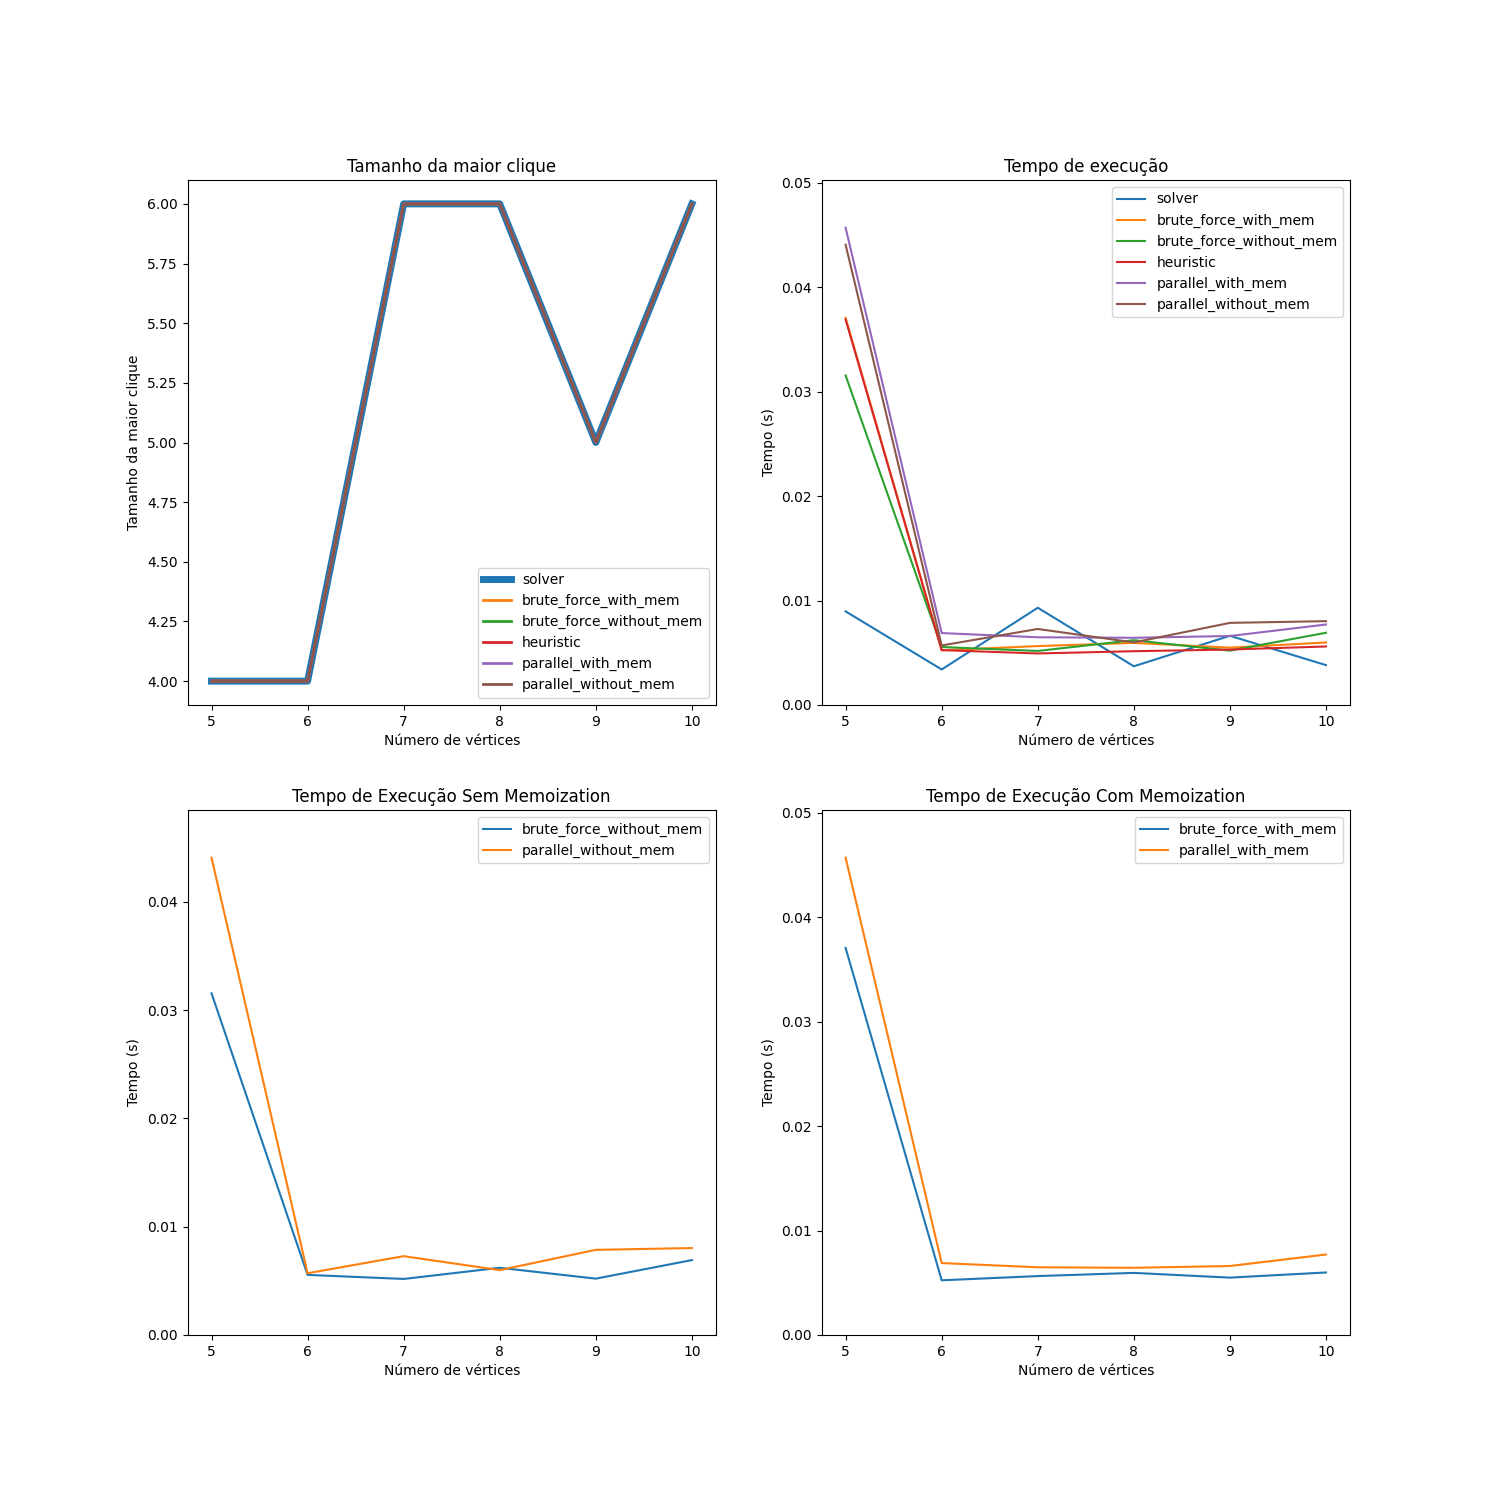 Tamanho da maior clique
Tamanho da maior clique
6.00
5.75
5.50
5.25
5.00
4.75
4.50
4.25
4.00
solver
brute_force_with_mem
brute_force_without_mem
heuristic
parallel_with_mem
parallel_without_mem
5 6 7 8 9 10
Número de vértices
Tempo de execução
Tempo (s)
0.05
0.04
0.03
0.02
0.01
0.00
solver
brute_force_with_mem
brute_force_without_mem
heuristic
parallel_with_mem
parallel_without_mem
5 6 7 8 9 10
Número de vértices
Tempo de Execução Sem Memoization
Tempo (s)
0.04
0.03
0.02
0.01
0.00
brute_force_without_mem
parallel_without_mem
5 6 7 8 9 10
Número de vértices
Tempo de Execução Com Memoization
Tempo (s)
0.05
0.04
0.03
0.02
0.01
0.00
brute_force_with_mem
parallel_with_mem
5 6 7 8 9 10
Número de vértices